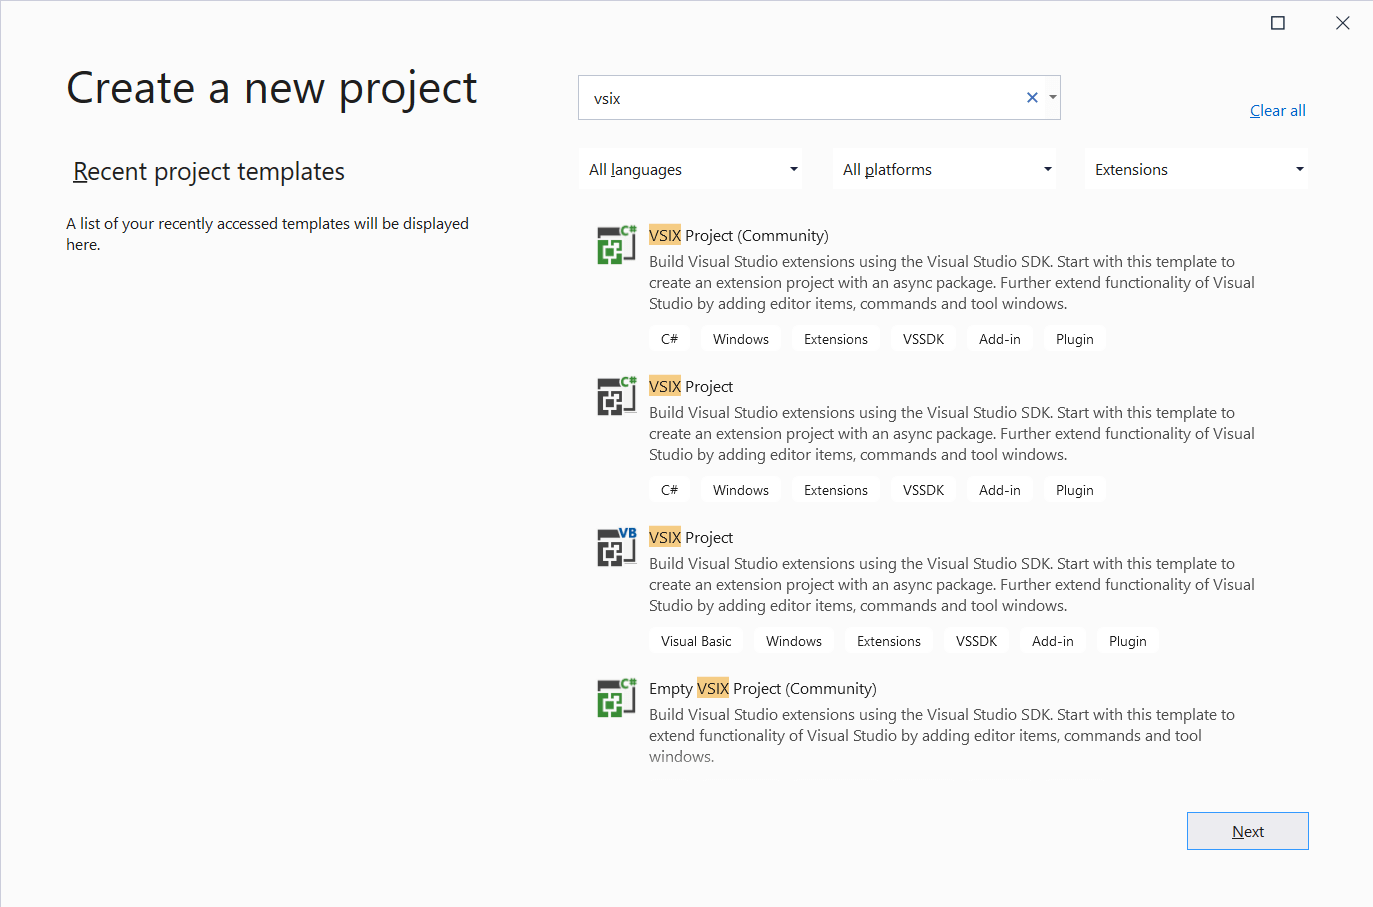 Create a new project
Recent project templates
A list of your recently accessed templates will be displayed
here.
vsix
Clear all
All languages
All platforms
Extensions
C#
VSIX Project (Community)
Build Visual Studio extensions using the Visual Studio SDK. Start with this template to
create an extension project with an async package. Further extend functionality of Visual
Studio by adding editor items, commands and tool windows.
C# Windows Extensions VSSDK Add-in Plugin
C#
VSIX Project
Build Visual Studio extensions using the Visual Studio SDK. Start with this template to
create an extension project with an async package. Further extend functionality of Visual
Studio by adding editor items, commands and tool windows.
C# Windows Extensions VSSDK Add-in Plugin
VB
VSIX Project
Build Visual Studio extensions using the Visual Studio SDK. Start with this template to
create an extension project with an async package. Further extend functionality of Visual
Studio by adding editor items, commands and tool windows.
Visual Basic Windows Extensions VSSDK Add-in Plugin
C#
Empty VSIX Project (Community)
Build Visual Studio extensions using the Visual Studio SDK. Start with this template to
extend functionality of Visual Studio by adding editor items, commands and tool
windows.
Next